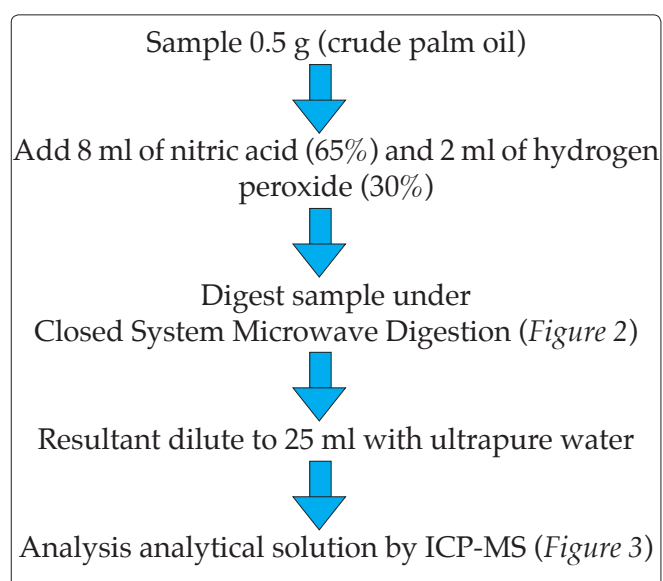 Sample 0.5 g (crude palm oil)
Add 8 ml of nitric acid (65%) and 2 ml of hydrogen
peroxide (30%)
Digest sample under
Closed System Microwave Digestion (Figure 2)
Resultant dilute to 25 ml with ultrapure water
Analysis analytical solution by ICP-MS (Figure 3)